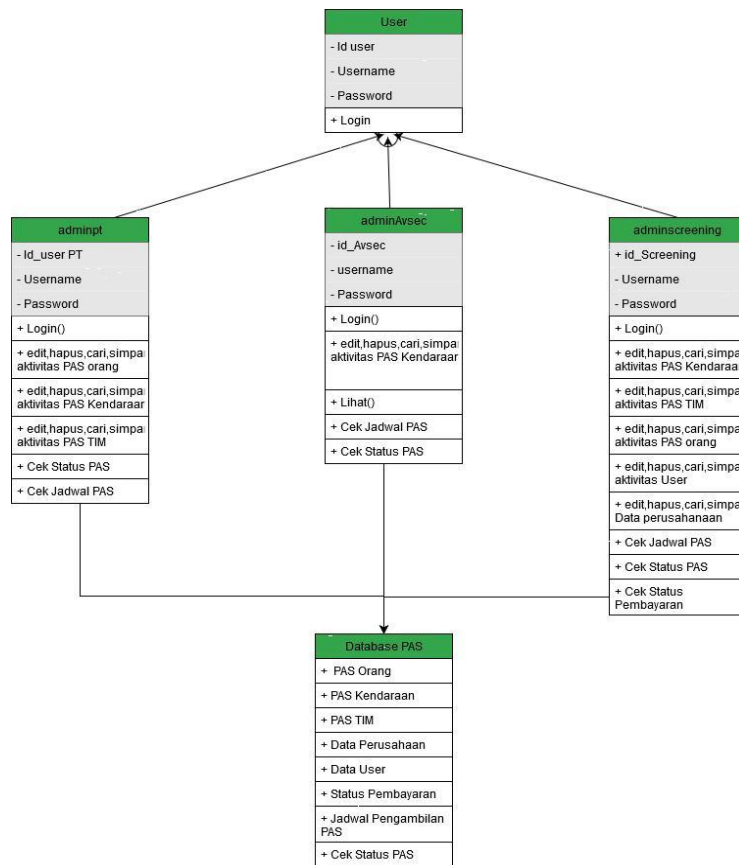 User
- Id user
- Username
- Password
+ Login
adminpt
- Id_user PT
- Username
- Password
+ Login()
+ edit,hapus,cari,simpa
aktivitas PAS orang
+ edit,hapus,cari,simpa
aktivitas PAS Kendaraar
+ edit,hapus,cari,simpa
aktivitas PAS TIM
+ Cek Status PAS
+ Cek Jadwal PAS
adminAvsec
- id_Avsec
- username
- Password
+ Login()
+ edit,hapus,cari,simpa
aktivitas PAS Kendaraar
+ Lihat()
+ Cek Jadwal PAS
+ Cek Status PAS
adminscreening
+ id_Screening
- Username
- Password
+ Login()
+ edit,hapus,cari,simpa
aktivitas PAS Kendaraa
+ edit,hapus,cari,simpa
aktivitas PAS TIM
+ edit,hapus,cari,simpa
aktivitas PAS orang
+ edit,hapus,cari,simpa
aktivitas User
+ edit,hapus,cari,simpa
Data perusahanaan
+ Cek Jadwal PAS
+ Cek Status PAS
+ Cek Status
Pembayaran
Database PAS
+ PAS Orang
+ PAS Kendaraan
+ PAS TIM
+ Data Perusahaan
+ Data User
+ Status Pembayaran
+ Jadwal Pengambilan
PAS
+ Cek Status PAS